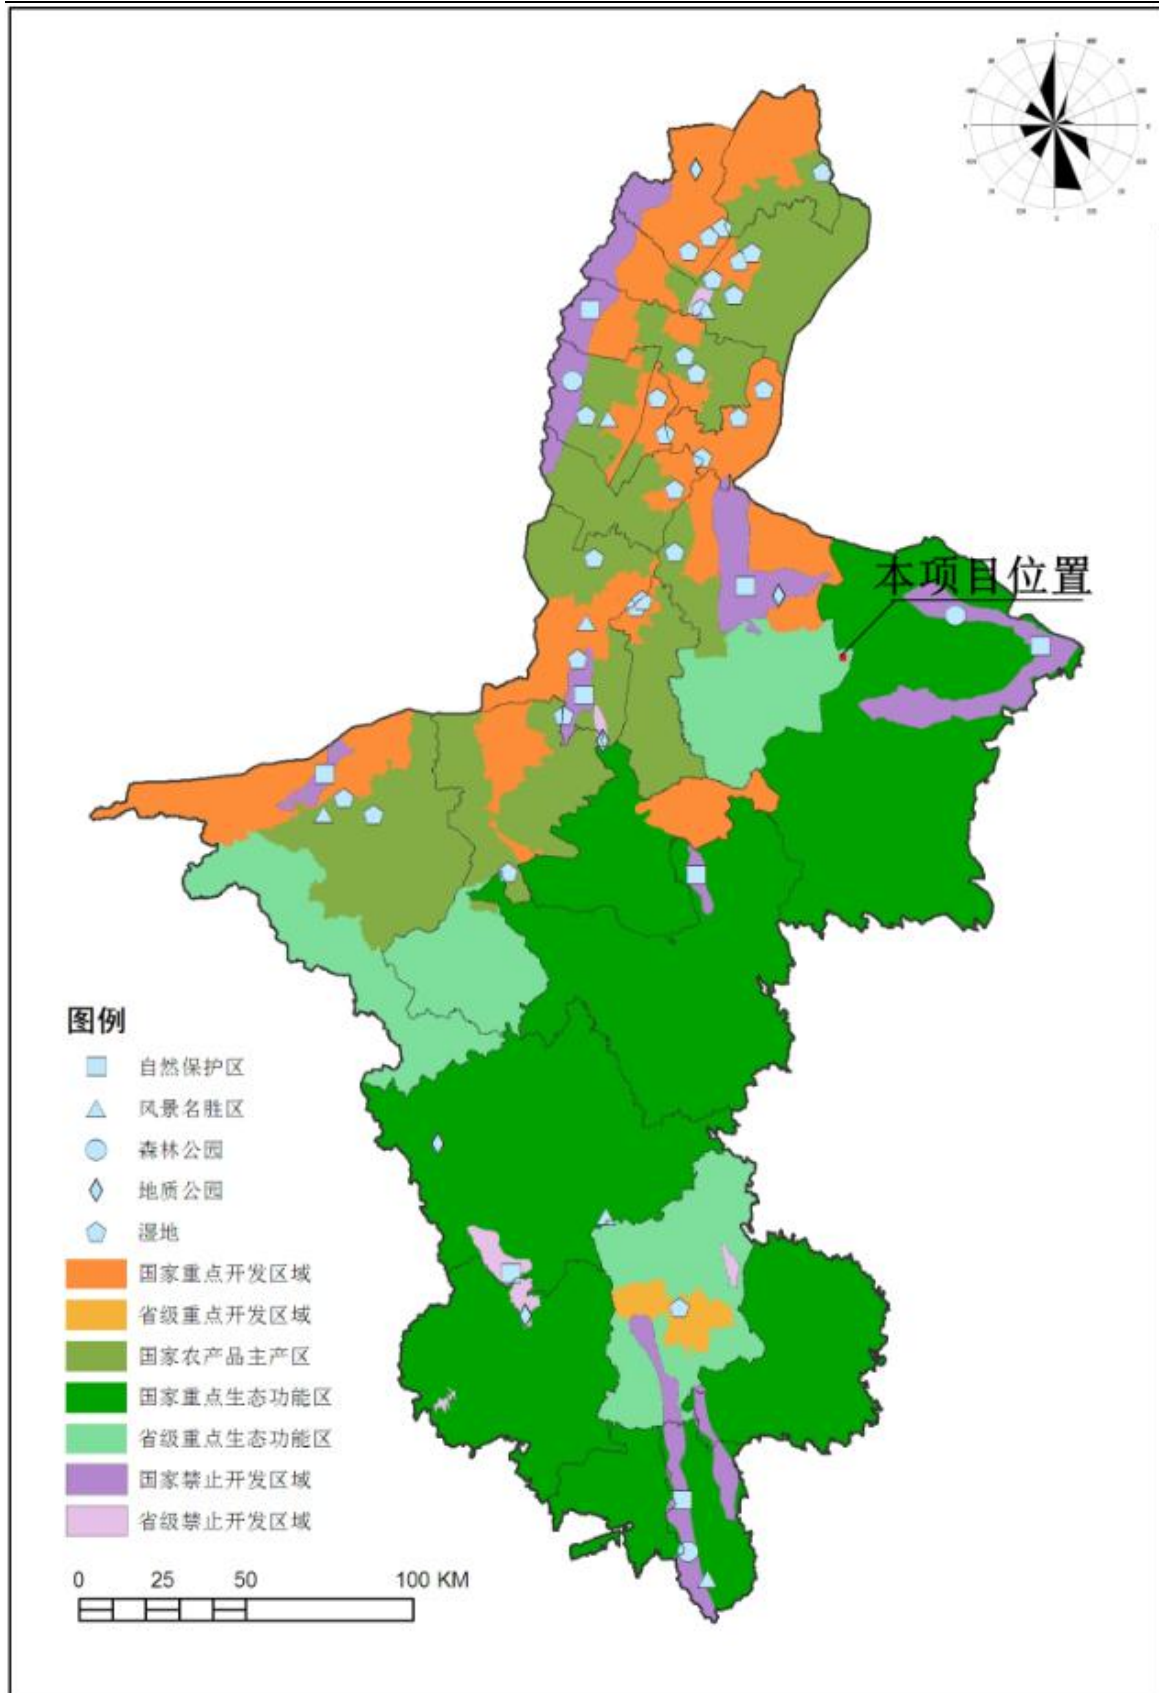 本项目位置
图例
自然保护区
风景名胜区
森林公园
地质公园
湿地
国家重点开发区域
省级重点开发区域
国家农产品主产区
国家重点生态功能区
省级重点生态功能区
国家禁止开发区域
省级禁止开发区域
0 25 50 100 KM